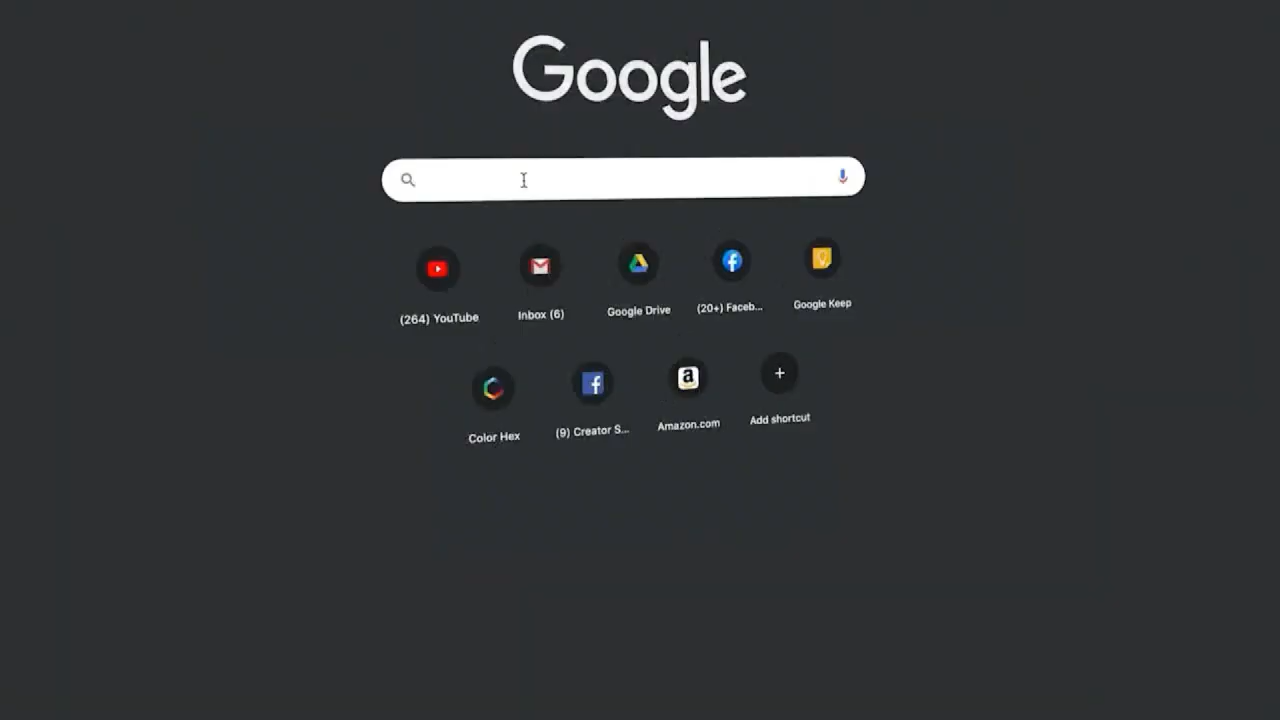 Google
(264) YouTube
Inbox (6)
Google Drive
(20+) Faceb...
Google Keep
Color Hex
(9) Creator S...
Amazon.com
Add shortcut